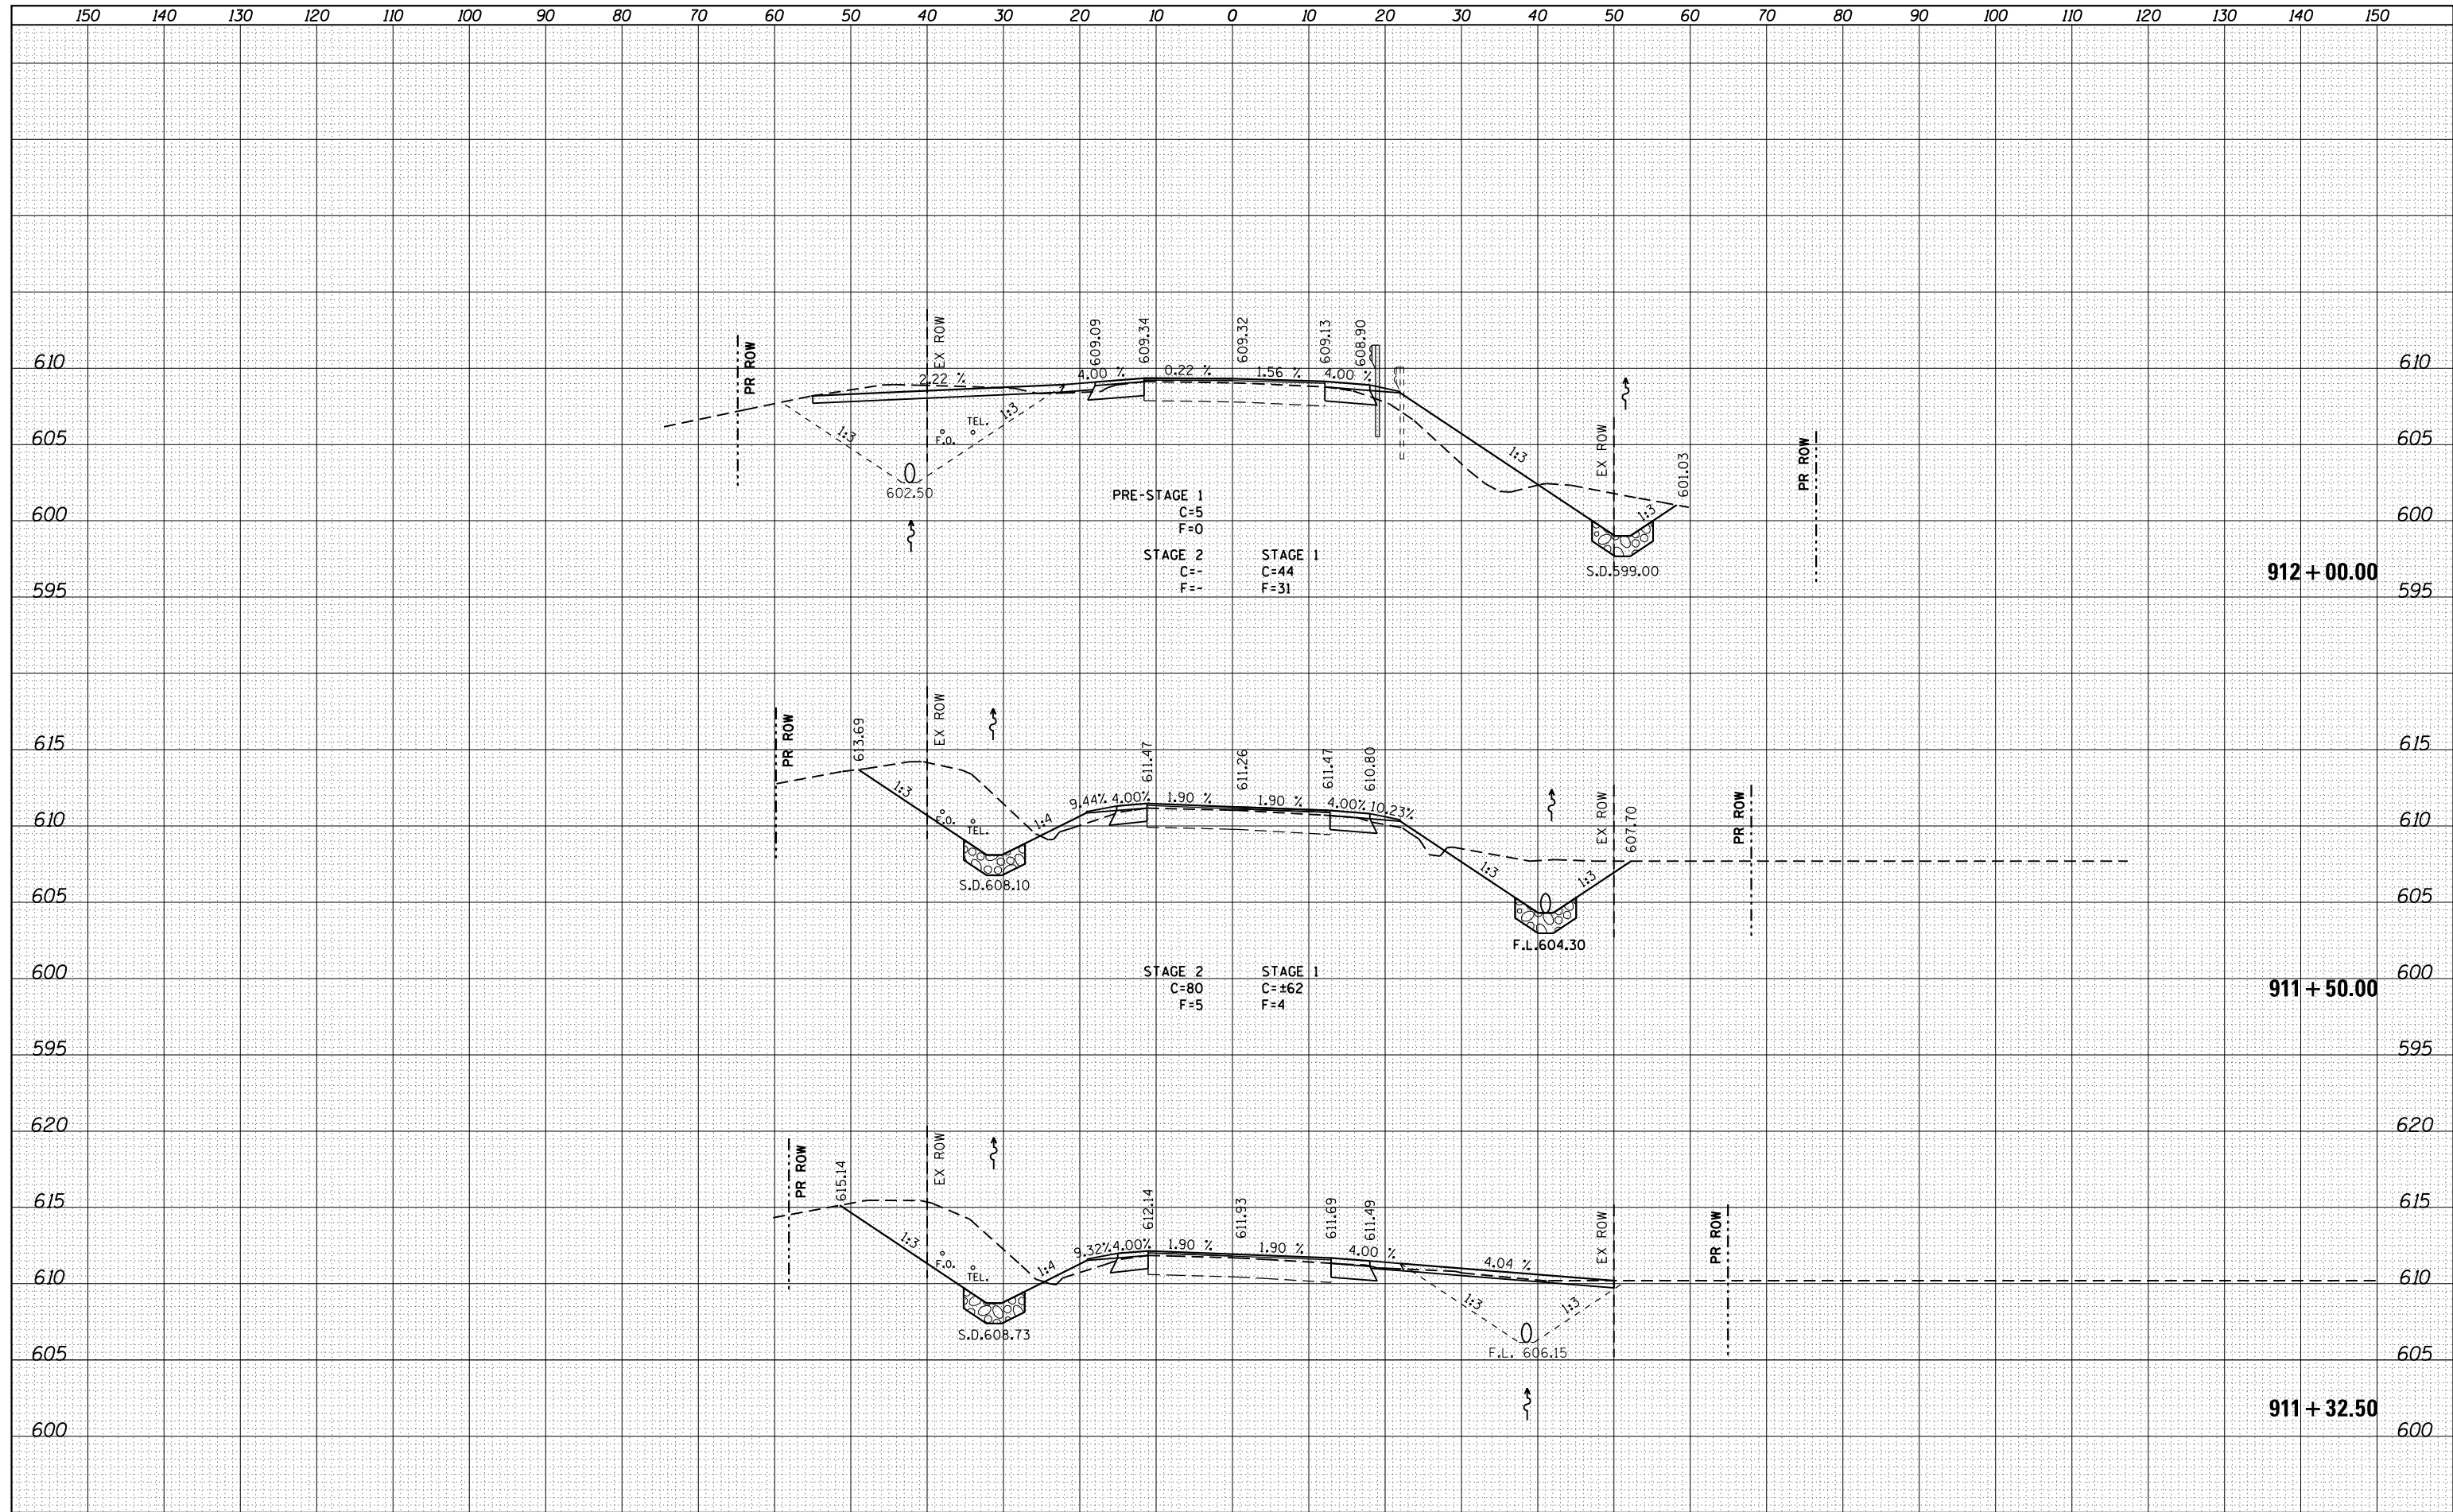 150 140 130 120 110 100 90 80 70 60 50 40 30 20 10 0 10 20 30 40 50 60 70 80 90 100 110 120 130 140 150
PR ROW
EX ROW
609.09
609.34
609.32
609.13
608.90
610
610
2.22 %
4.00 %
0.22 %
1.56 %
4.00 %
605
605
1:3
F.O.
TEL.
1:3
1:3
EX ROW
PR ROW
602.50
601.03
1:3
600
600
PRE-STAGE 1
C=5
F=0
STAGE 2 STAGE 1
C=- C=44
F=- F=31
S.D.599.00
912+00.00
595
595
PR ROW
613.69
EX ROW
611.47
611.26
611.47
610.80
615
615
1:3
F.O.
TEL.
1:4
9.44% 4.00% 1.90 % 1.90 % 4.00% 10.23%
EX ROW
607.70
PR ROW
610
610
S.D.608.10
1:3
1:3
605
605
F.L.604.30
600
600
STAGE 2 STAGE 1
C=80 C=±62
F=5 F=4
911+50.00
595
595
620
620
PR ROW
615.14
EX ROW
612.14
611.93
611.69
611.49
EX ROW
PR ROW
615
615
1:3
F.O.
TEL.
1:4
9.32% 4.00% 1.90 % 1.90 % 4.00 % 4.04 %
610
610
1:3
1:3
S.D.608.73
F.L. 606.15
605
605
911+32.50
600
600